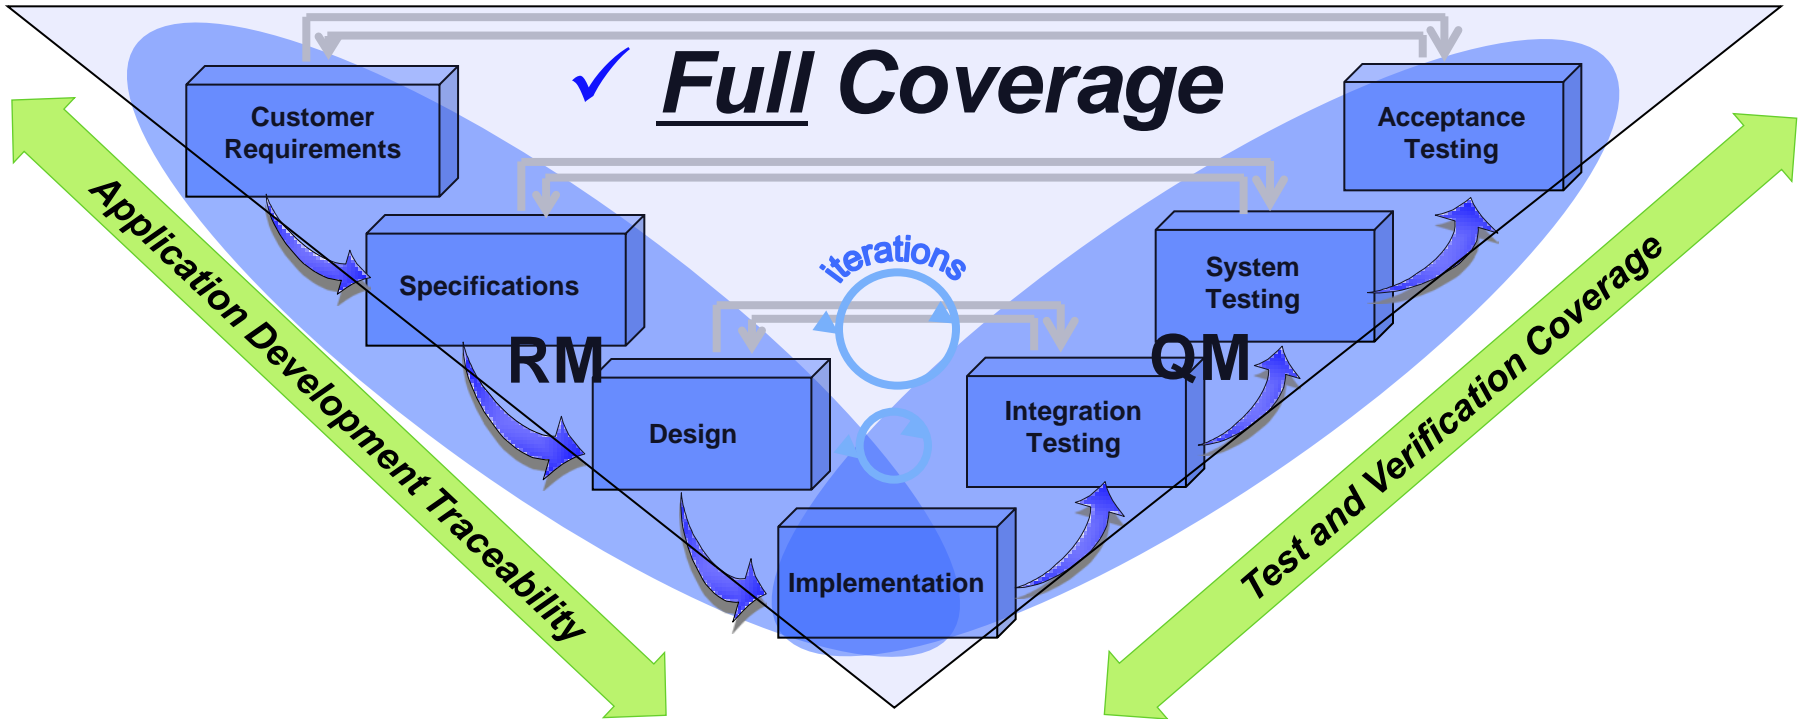 Full Coverage
Customer
Requirements
Acceptance
Testing
Application Development Traceability
Specifications
iterations
System
Testing
Test and Verification Coverage
RM
QM
Design
Integration
Testing
Implementation